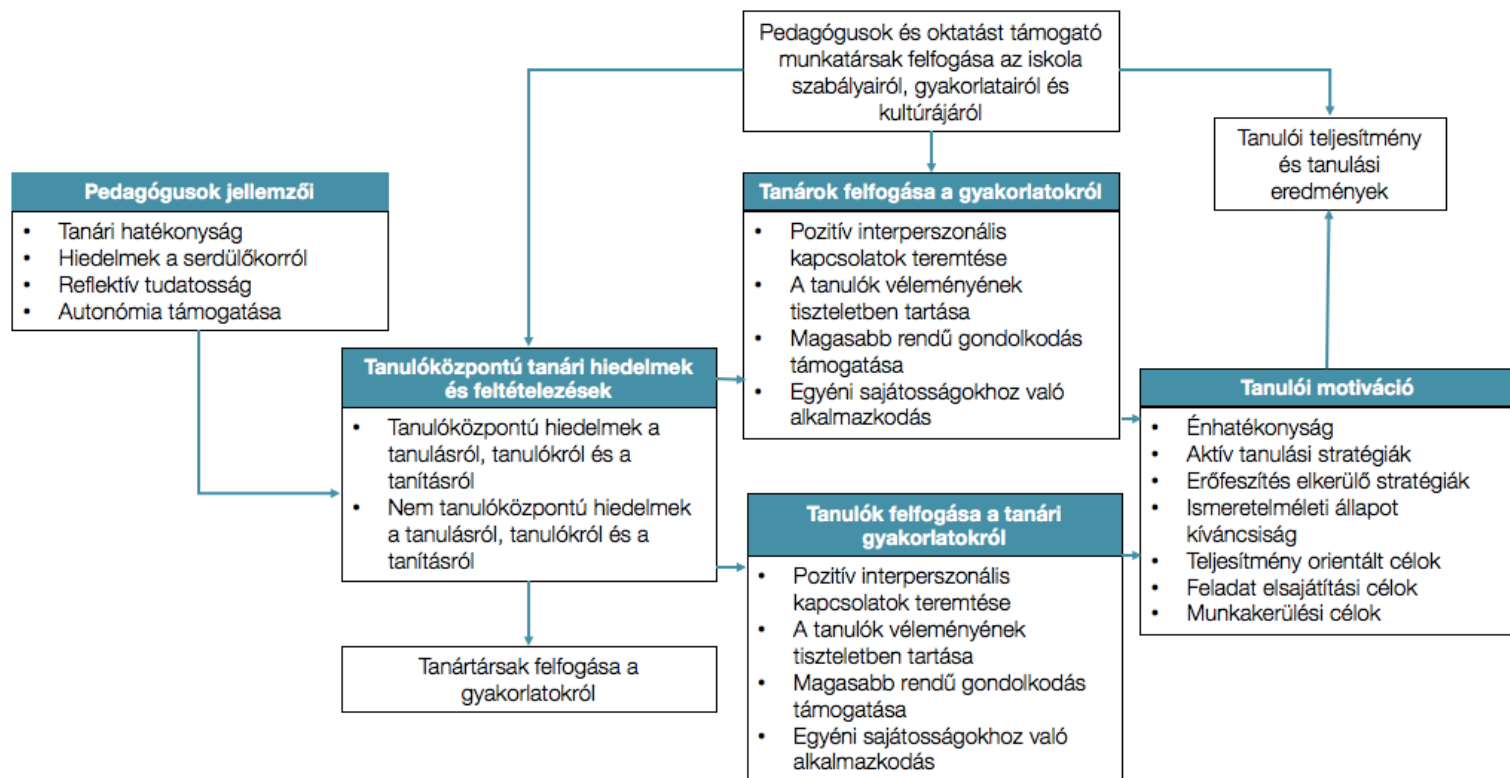 Pedagógusok és oktatást támogató
munkatársak felfogása az iskola
szabályairól, gyakorlatairól és
kultúrájáról
Tanulói teljesítmény
és tanulási
eredmények
Pedagógusok jellemzői
• Tanári hatékonyság
• Hiedelmek a serdülőkorról
• Reflektív tudatosság
• Autonómia támogatása
Tanárok felfogása a gyakorlatokról
• Pozitív interperszonális
kapcsolatok teremtése
• A tanulók véleményének
tiszteletben tartása
• Magasabb rendű gondolkodás
támogatása
• Egyéni sajátosságokhoz való
alkalmazkodás
Tanulóközpontú tanári hiedelmek
és feltételezések
• Tanulóközpontú hiedelmek a
tanulásról, tanulókról és a
tanításról
• Nem tanulóközpontú hiedelmek
a tanulásról, tanulókról és a
tanításról
Tanulói motiváció
• Énhatékonyság
• Aktív tanulási stratégiák
• Erőfeszítés elkerülő stratégiák
• Ismeretelméleti állapot
kíváncsiság
• Teljesítmény orientált célok
• Feladat elsajátítási célok
• Munkakerülési célok
Tanulók felfogása a tanári
gyakorlatokról
• Pozitív interperszonális
kapcsolatok teremtése
• A tanulók véleményének
tiszteletben tartása
• Magasabb rendű gondolkodás
támogatása
• Egyéni sajátosságokhoz való
alkalmazkodás
Tanártársak felfogása a
gyakorlatokról